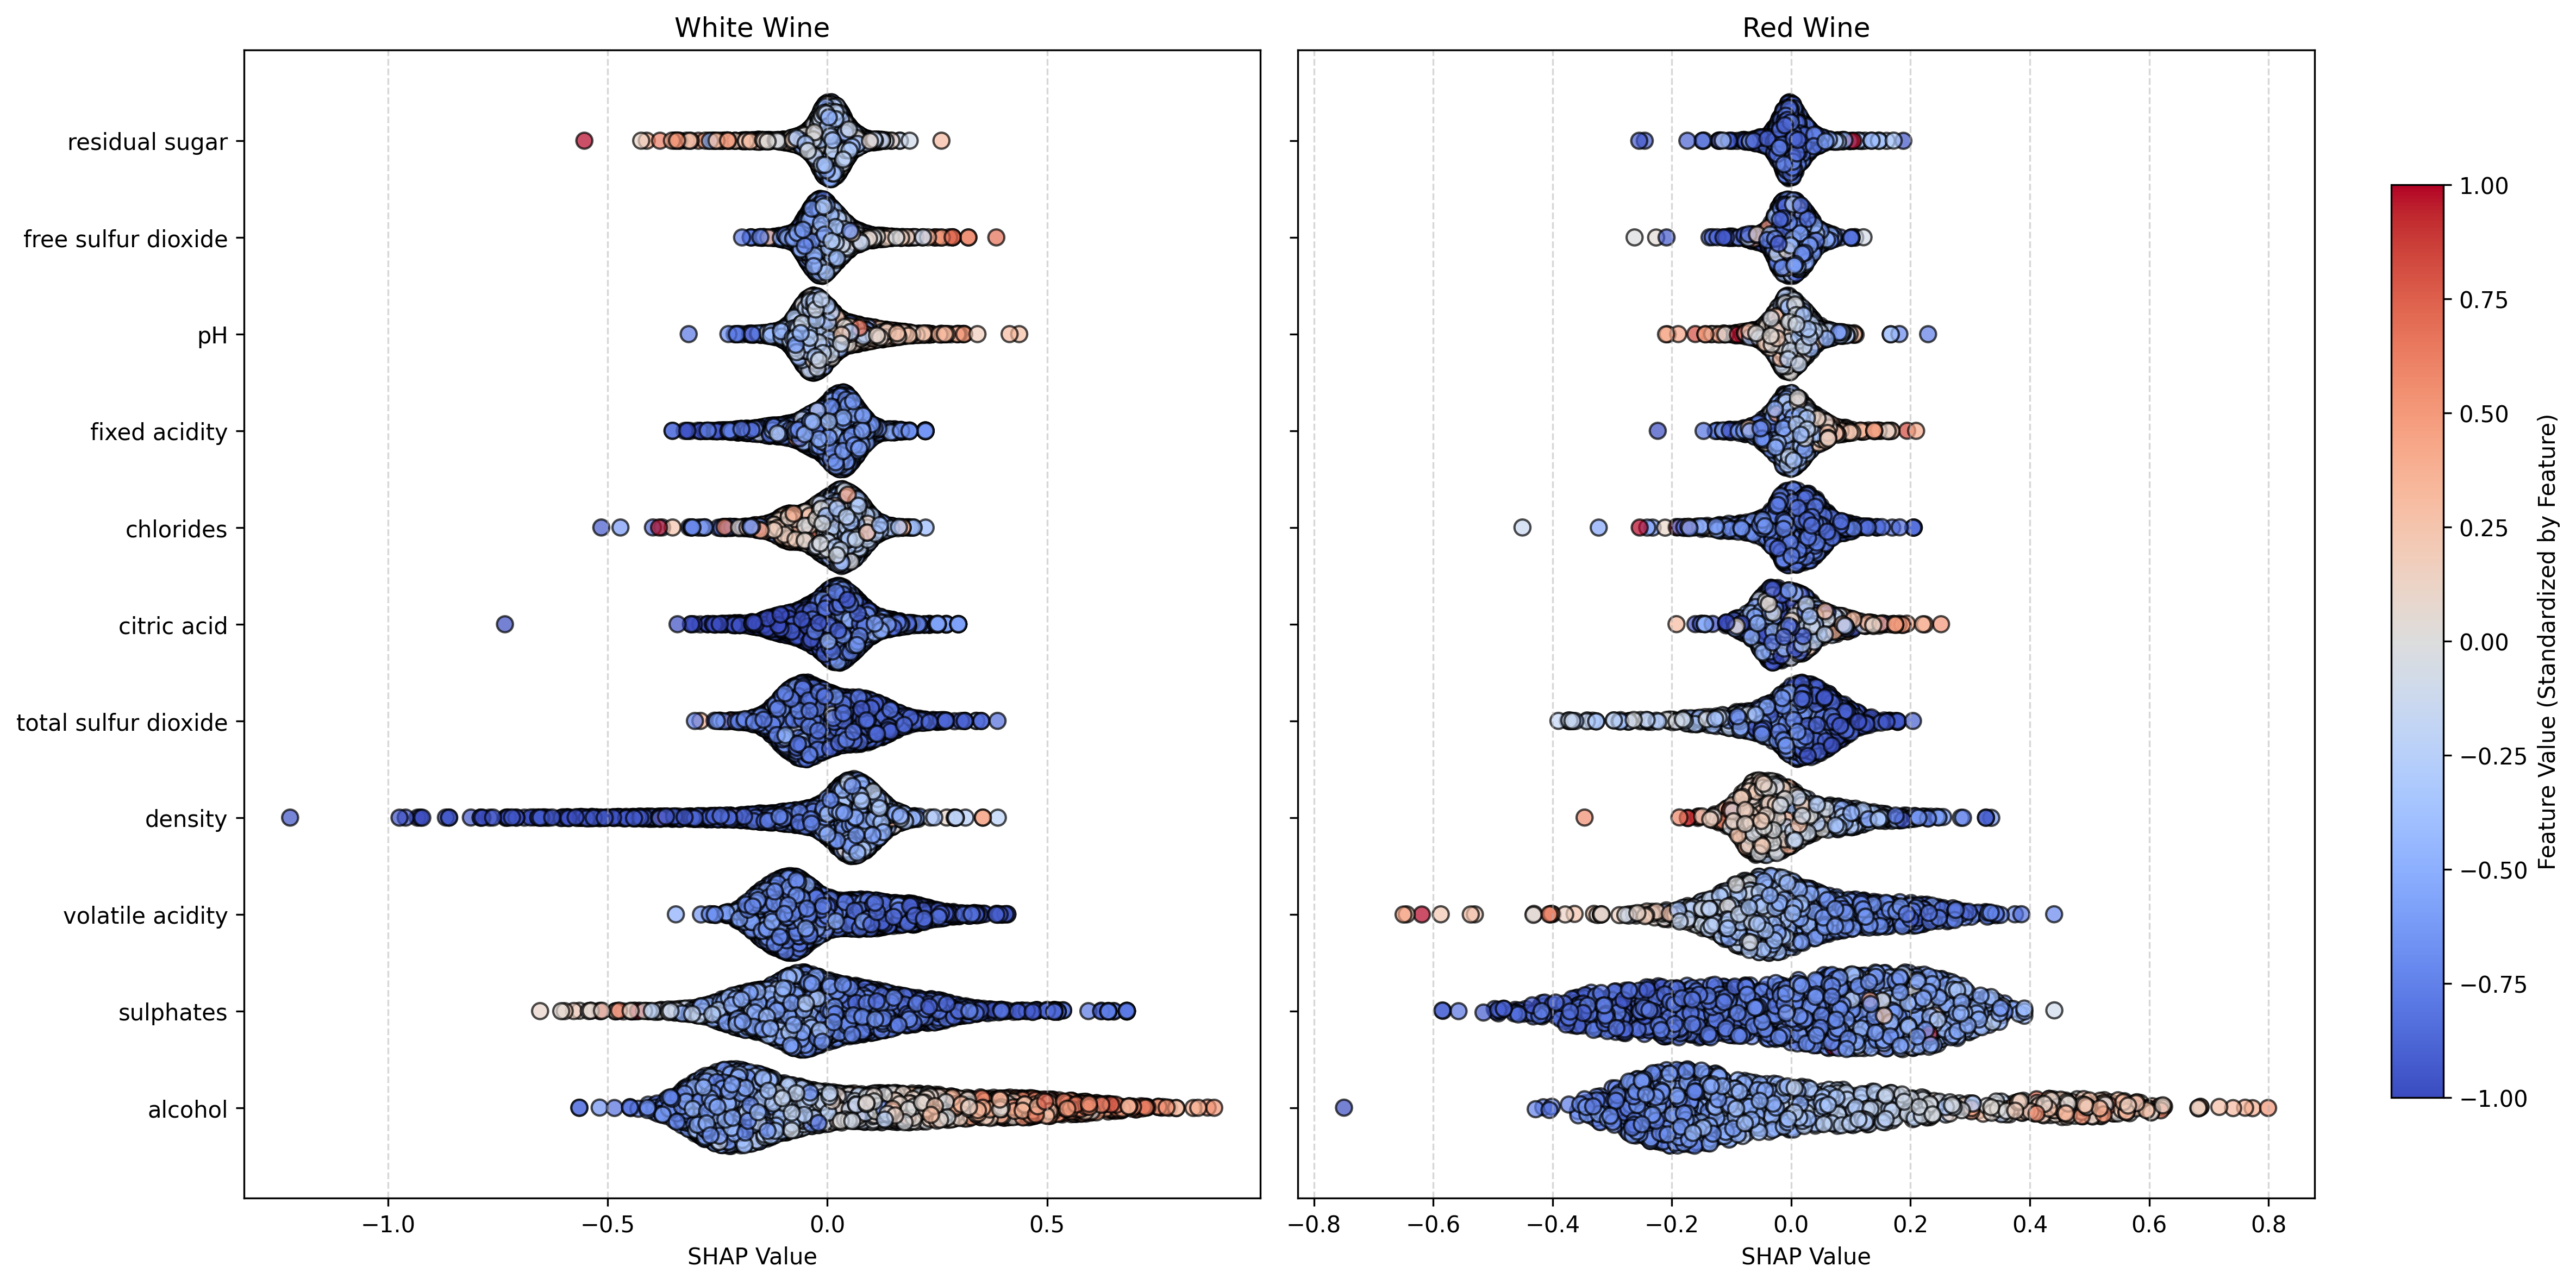 White Wine
Red Wine
residual sugar
free sulfur dioxide
pH
fixed acidity
chlorides
citric acid
total sulfur dioxide
density
volatile acidity
sulphates
alcohol
−1.0 −0.5 0.0 0.5
SHAP Value
−0.8 −0.6 −0.4 −0.2 0.0 0.2 0.4 0.6 0.8
SHAP Value
1.00
0.75
0.50
0.25
0.00
−0.25
−0.50
−0.75
−1.00
Feature Value (Standardized by Feature)